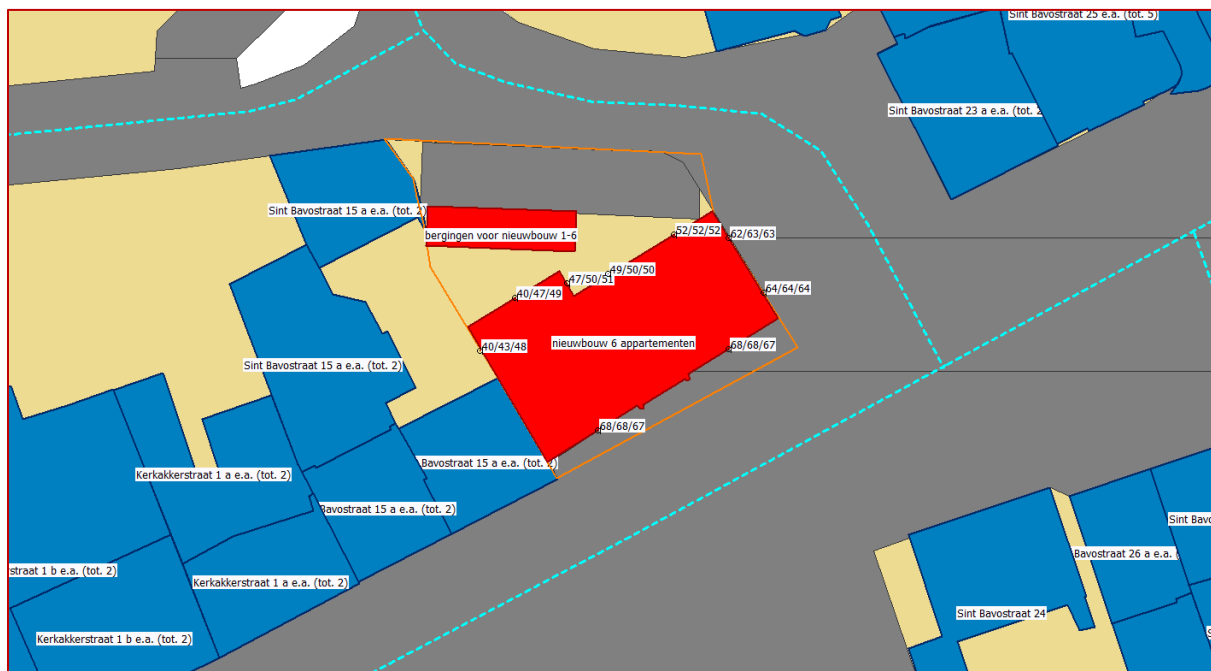 Sint Bavostraat 25 e.a. (tot. 5)
Sint Bavostraat 23 a e.a. (tot. 2
Sint Bavostraat 15 a e.a. (tot. 2)
bergingen voor nieuwbouw 1-6
52/52/52
62/63/63
49/50/50
47/50/51
40/47/49
64/64/64
40/43/48
nieuwbouw 6 appartementen
68/68/67
Sint Bavostraat 15 a e.a. (tot. 2)
68/68/67
Bavostraat 15 a e.a. (tot. 2)
Kerkakkerstraat 1 a e.a. (tot. 2)
Bavostraat 15 a e.a. (tot. 2)
Sint Bavo
Bavostraat 26 a e.a. (
straat 1 b e.a. (tot. 2)
Kerkakkerstraat 1 a e.a. (tot. 2)
Sint Bavostraat 24
Kerkakkerstraat 1 b e.a. (tot. 2)